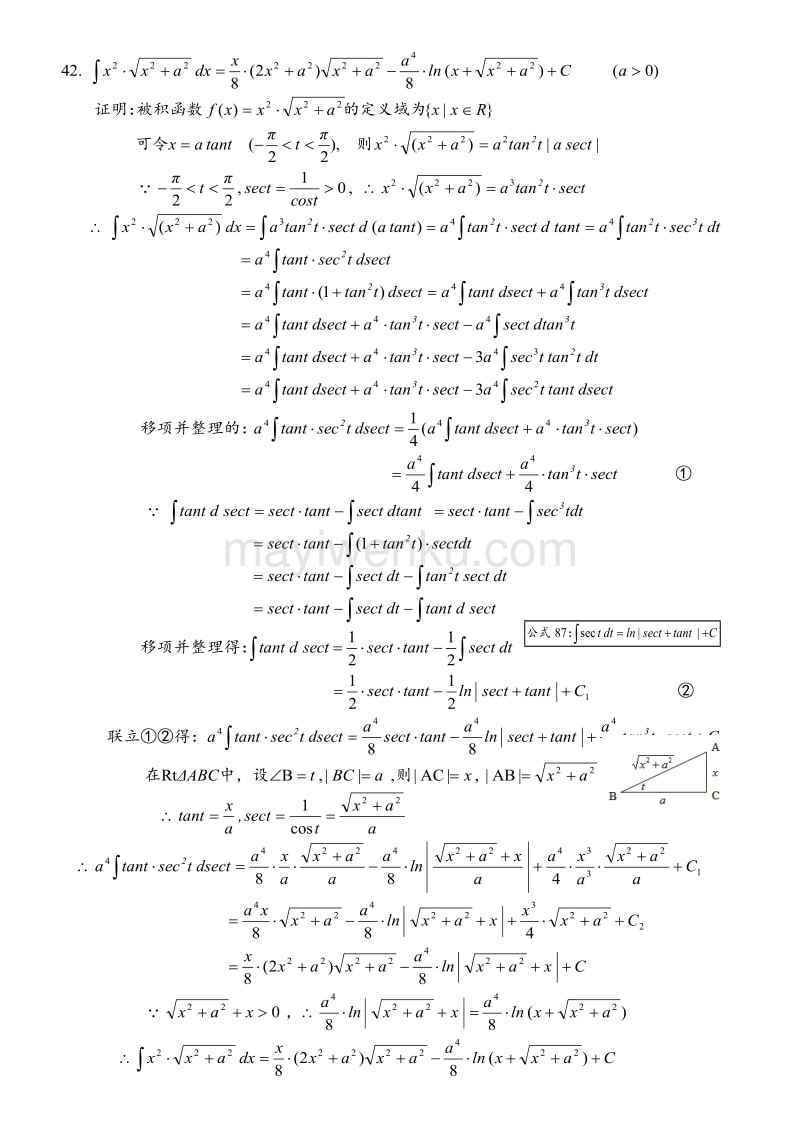 42. ∫ x² · √(x² + a²) dx = x/8 · (2x² + a²)√(x² + a²) − a⁴/8 · ln (x + √(x² + a²)) + C (a > 0)
证明:被积函数 f (x) = x² · √(x² + a²) 的定义域为{x | x ∈ R}
可令x = a tant (−π/2 < t < π/2), 则x² · √(x² + a²) = a²tan²t | a sect |
∵ −π/2 < t < π/2 , sect = 1/cost > 0 , ∴ x² · √(x² + a²) = a³tan²t · sect
∴ ∫ x² · √(x² + a²) dx = ∫ a³tan²t · sect d (a tant) = a⁴∫ tan²t · sect d tant = a⁴∫ tan²t · sec³t dt
= a⁴∫ tant · sec²t dsect
= a⁴∫ tant · (1 + tan²t) dsect = a⁴∫ tant dsect + a⁴∫ tan³t dsect
= a⁴∫ tant dsect + a⁴ · tan³t · sect − a⁴∫ sect dtan³t
= a⁴∫ tant dsect + a⁴ · tan³t · sect − 3a⁴∫ sec³t tan²t dt
= a⁴∫ tant dsect + a⁴ · tan³t · sect − 3a⁴∫ sec²t tant dsect
移项并整理的: a⁴∫ tant · sec²t dsect = 1/4 (a⁴∫ tant dsect + a⁴ · tan³t · sect)
= a⁴/4 ∫ tant dsect + a⁴/4 · tan³t · sect ①
∵ ∫ tant d sect = sect · tant − ∫ sect dtant = sect · tant − ∫ sec³tdt
mayiwenku.com
= sect · tant − ∫ (1 + tan²t) · sectdt
= sect · tant − ∫ sect dt − ∫ tan²t sect dt
= sect · tant − ∫ sect dt − ∫ tant d sect
公式 87: ∫ sec t dt = ln | sect + tant | +C
移项并整理得: ∫ tant d sect = 1/2 · sect · tant − 1/2 ∫ sect dt
= 1/2 · sect · tant − 1/2 ln | sect + tant | + C₁ ②
联立①②得: a⁴∫ tant · sec²t dsect = a⁴/8 sect · tant − a⁴/8 ln | sect + tant | + a⁴
在Rt∆ABC中，设∠B = t , | BC |= a , 则 | AC |= x , | AB |= √(x² + a²)
A
√(x² + a²)
x
t
B
a
C
∴ tant = x/a , sect = 1/cos t = √(x² + a²)/a
∴ a⁴∫ tant · sec²t dsect = a⁴/8 · x/a · √(x² + a²)/a − a⁴/8 · ln | (√(x² + a²) + x)/a | + a⁴/4 · x³/a³ · √(x² + a²)/a + C₁
= a⁴x/8 · √(x² + a²) − a⁴/8 · ln | √(x² + a²) + x | + x³/4 · √(x² + a²) + C₂
= x/8 · (2x² + a²)√(x² + a²) − a⁴/8 · ln | √(x² + a²) + x | + C
∵ √(x² + a²) + x > 0 , ∴ a⁴/8 · ln | √(x² + a²) + x | = a⁴/8 · ln (x + √(x² + a²))
∴ ∫ x² · √(x² + a²) dx = x/8 · (2x² + a²)√(x² + a²) − a⁴/8 · ln (x + √(x² + a²)) + C